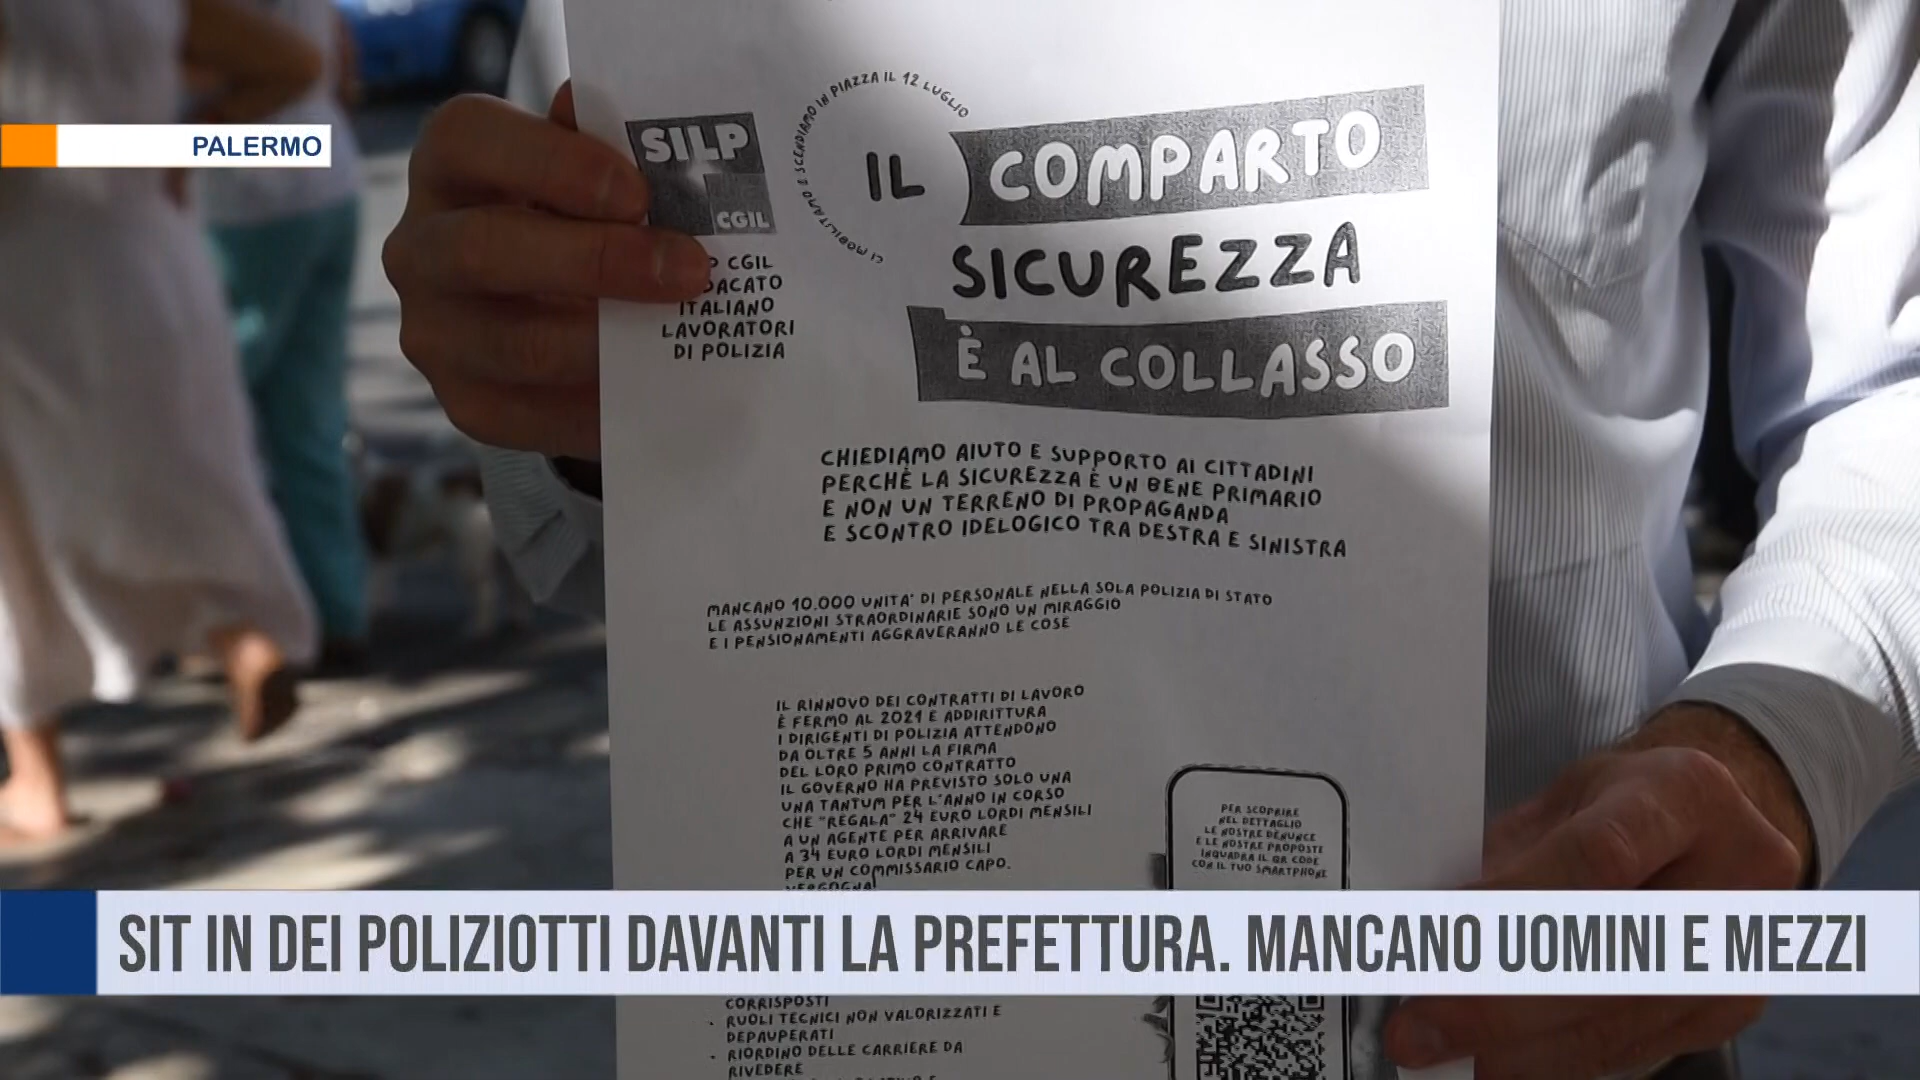 PALERMO
SILP
CGIL
CGIL
ITALIANO
LAVORATORI
DI POLIZIA
CI MOBILITIAMO E SCENDIAMO IN PIAZZA IL 12 LUGLIO
IL COMPARTO
SICUREZZA
È AL COLLASSO
CHIEDIAMO AIUTO E SUPPORTO AI CITTADINI
PERCHÈ LA SICUREZZA È UN BENE PRIMARIO
E NON UN TERRENO DI PROPAGANDA
E SCONTRO IDELOGICO TRA DESTRA E SINISTRA
MANCANO 10.000 UNITA' DI PERSONALE NELLA SOLA POLIZIA DI STATO
LE ASSUNZIONI STRAORDINARIE SONO UN MIRAGGIO
E I PENSIONAMENTI AGGRAVERANNO LE COSE
IL RINNOVO DEI CONTRATTI DI LAVORO
È FERMO AL 2021 E ADDIRITTURA
I DIRIGENTI DI POLIZIA ATTENDONO
DA OLTRE 5 ANNI LA FIRMA
DEL LORO PRIMO CONTRATTO
IL GOVERNO HA PREVISTO SOLO UNA
UNA TANTUM PER L'ANNO IN CORSO
CHE "REGALA" 24 EURO LORDI MENSILI
A UN AGENTE PER ARRIVARE
A 34 EURO LORDI MENSILI
PER UN COMMISSARIO CAPO.
VERGOGNA!
PER SCOPRIRE
NEL DETTAGLIO
LE NOSTRE DENUNCE
E LE NOSTRE PROPOSTE
INQUADRA IL QR CODE
CON IL TUO SMARTPHONE
SIT IN DEI POLIZIOTTI DAVANTI LA PREFETTURA. MANCANO UOMINI E MEZZI
CORRISPOSTI
• RUOLI TECNICI NON VALORIZZATI E
DEPAUPERATI
• RIORDINO DELLE CARRIERE DA
RIVEDERE